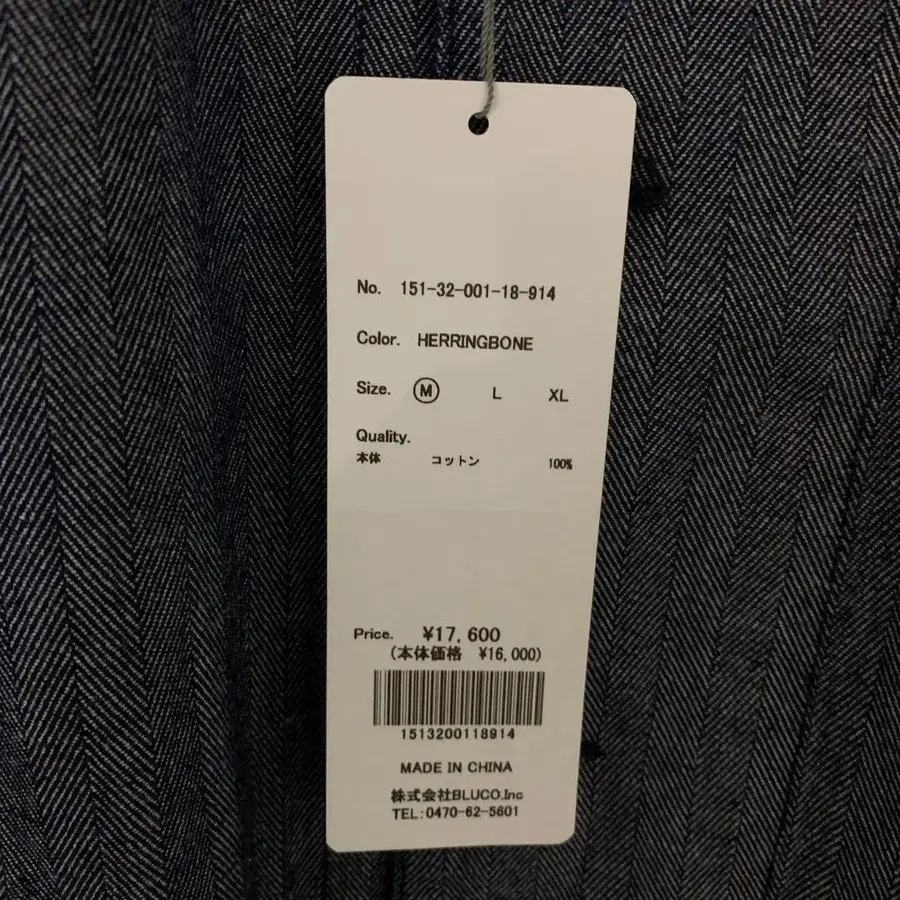 No. 151-32-001-18-914
Color. HERRINGBONE
Size. M L XL
Quality.
本体 コットン 100%
Price. ¥17,600
(本体価格 ¥16,000)
1513200118914
MADE IN CHINA
株式会社BLUCO.Inc
TEL:0470-62-5601